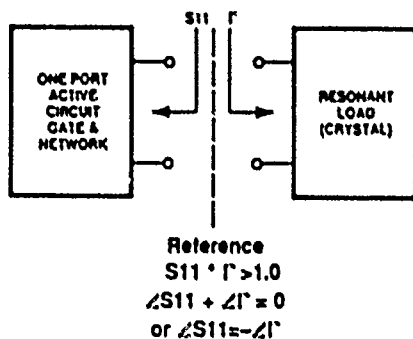 S11 Γ
ONE PORT
ACTIVE
CIRCUIT
GATE &
NETWORK
RESONANT
LOAD
(CRYSTAL)
Reference
S11 * Γ >1.0
∠S11 + ∠Γ = 0
or ∠S11=-∠Γ